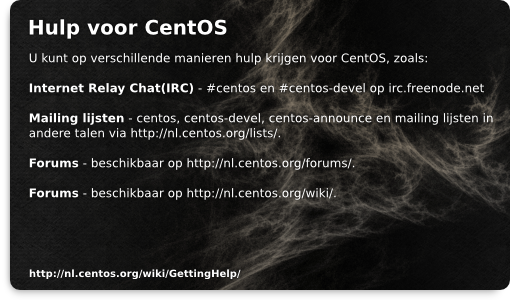 Hulp voor CentOS
U kunt op verschillende manieren hulp krijgen voor CentOS, zoals:
Internet Relay Chat(IRC) - #centos en #centos-devel op irc.freenode.net
Mailing lijsten - centos, centos-devel, centos-announce en mailing lijsten in
andere talen via http://nl.centos.org/lists/.
Forums - beschikbaar op http://nl.centos.org/forums/.
Forums - beschikbaar op http://nl.centos.org/wiki/.
http://nl.centos.org/wiki/GettingHelp/